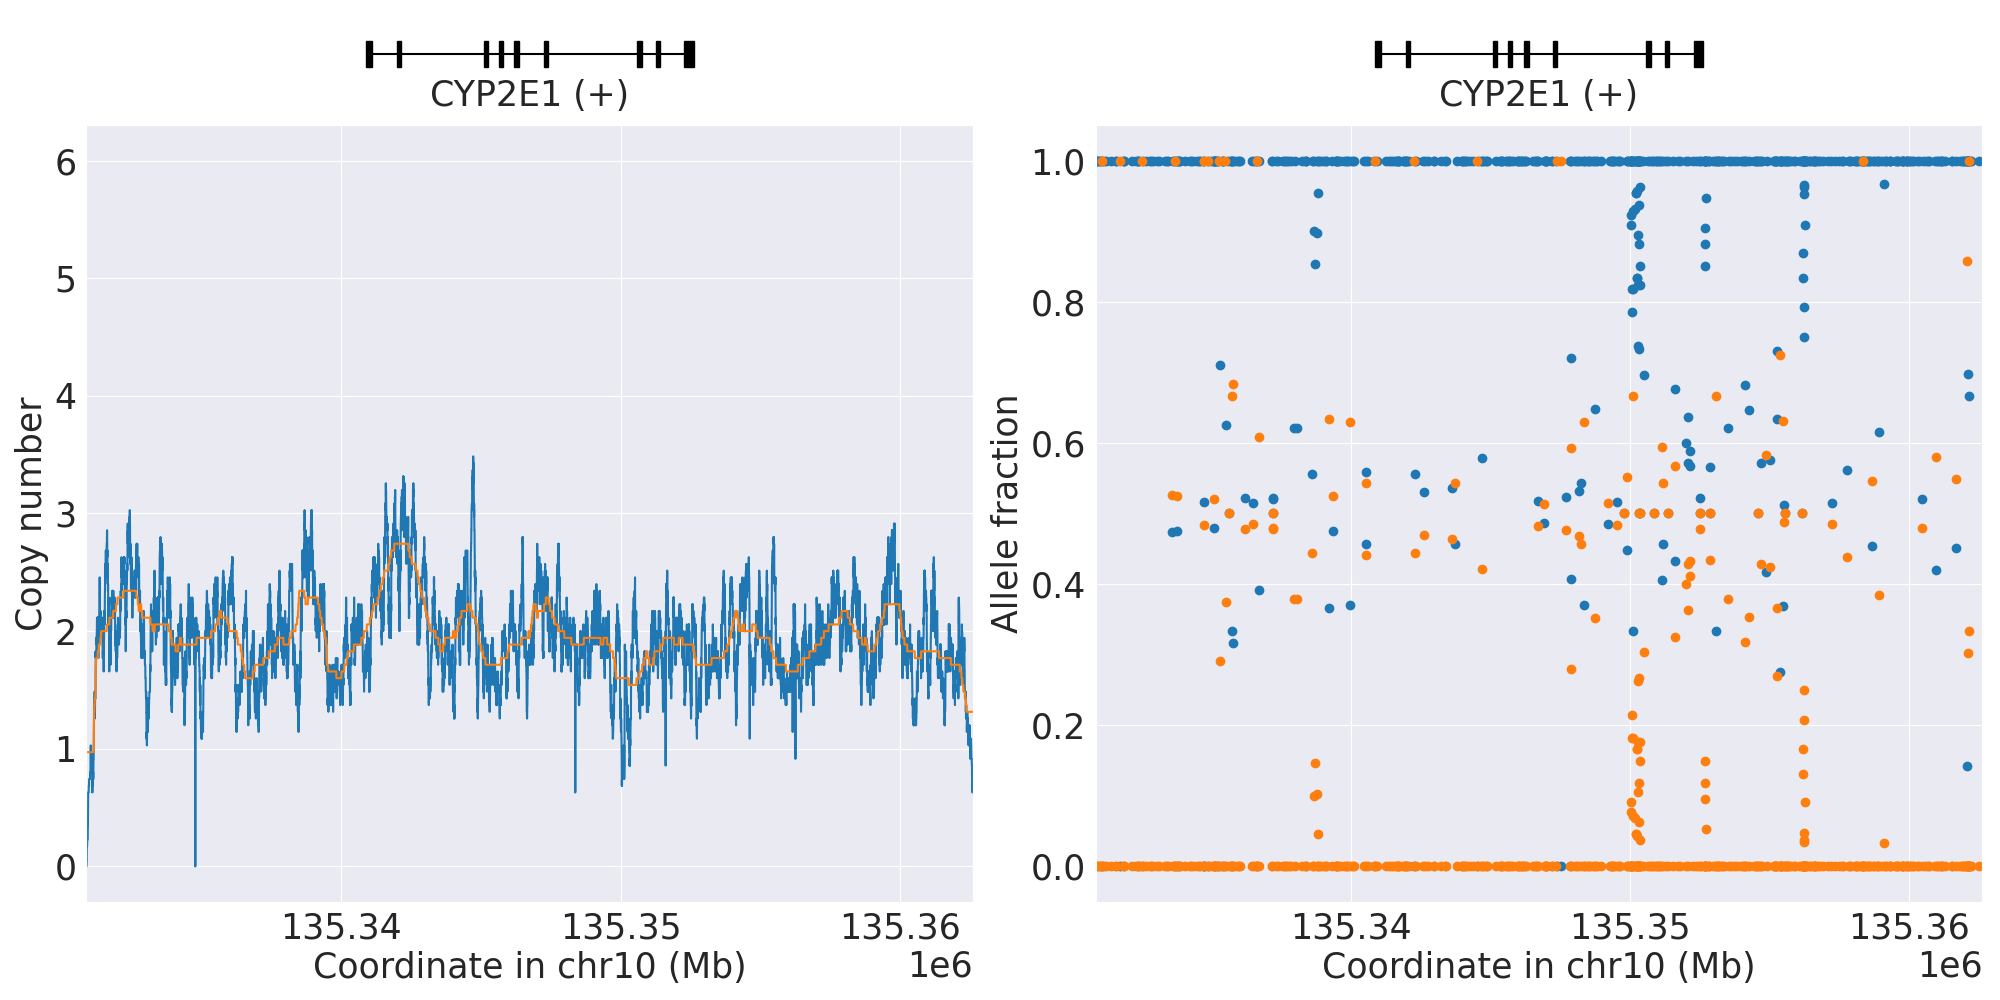 CYP2E1 (+)
6
5
4
3
2
1
0
Copy number
135.34 135.35 135.36
Coordinate in chr10 (Mb)
1e6
CYP2E1 (+)
1.0
0.8
0.6
0.4
0.2
0.0
Allele fraction
135.34 135.35 135.36
Coordinate in chr10 (Mb)
1e6